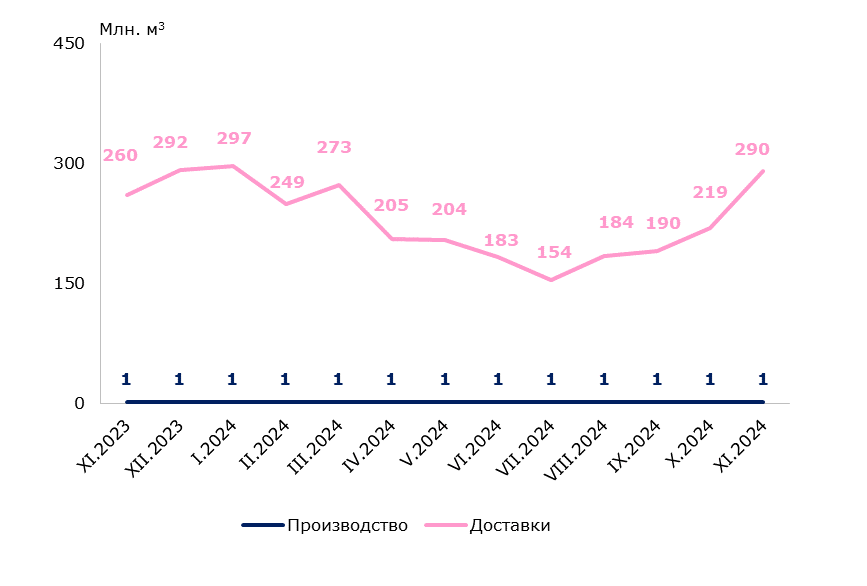 Млн. м³
450
300
150
0
260 292 297 249 273 205 204 183 154 184 190 219 290
1 1 1 1 1 1 1 1 1 1 1 1 1
XI.2023 XII.2023 I.2024 II.2024 III.2024 IV.2024 V.2024 VI.2024 VII.2024 VIII.2024 IX.2024 X.2024 XI.2024
Производство Доставки